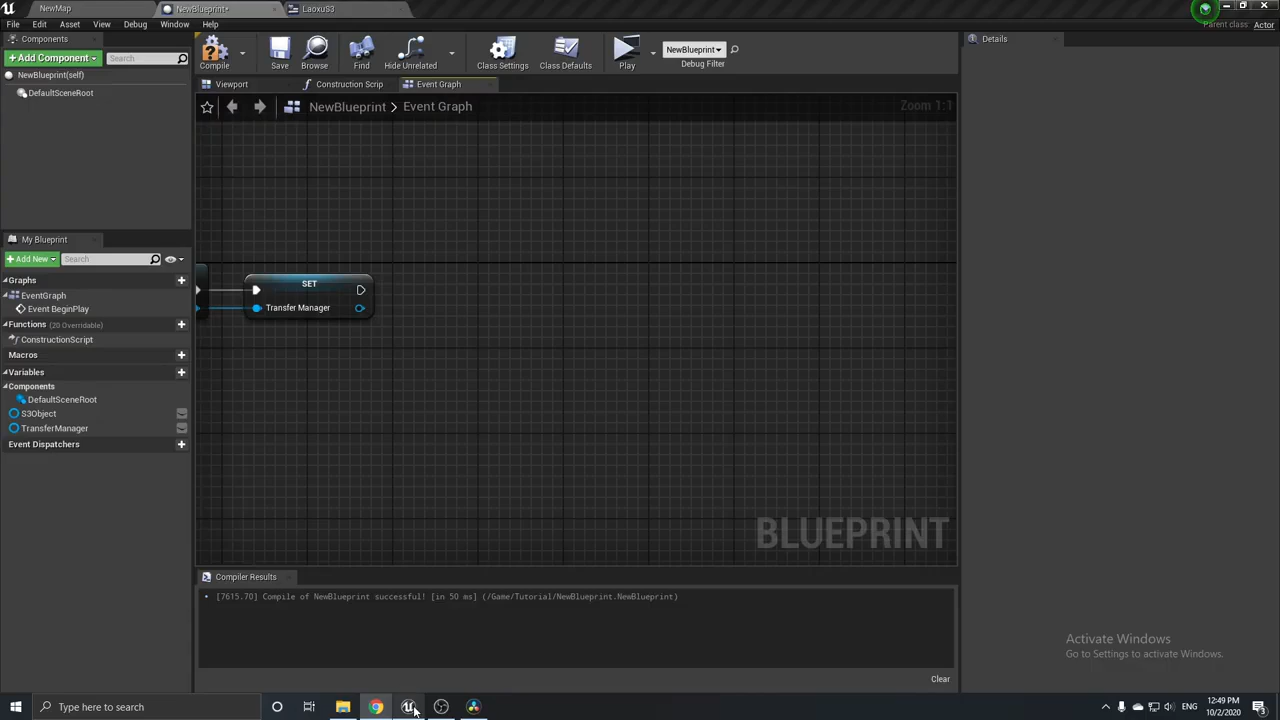 NewMap
NewBlueprint*
LaoxuS3
File Edit Asset View Debug Window Help
Parent class: Actor
Components
+Add Component
Search
NewBlueprint(self)
DefaultSceneRoot
Compile
Save
Browse
Find
Hide Unrelated
Class Settings
Class Defaults
Play
NewBlueprint
Debug Filter
Details
Viewport
Construction Scrip
Event Graph
NewBlueprint > Event Graph
Zoom 1:1
SET
Transfer Manager
BLUEPRINT
My Blueprint
+Add New
Search
Graphs
EventGraph
Event BeginPlay
Functions (20 Overridable)
ConstructionScript
Macros
Variables
Components
DefaultSceneRoot
S3Object
TransferManager
Event Dispatchers
Compiler Results
[7615.70] Compile of NewBlueprint successful! [in 50 ms] (/Game/Tutorial/NewBlueprint.NewBlueprint)
Clear
Activate Windows
Go to Settings to activate Windows.
Type here to search
ENG
12:49 PM
10/2/2020
3